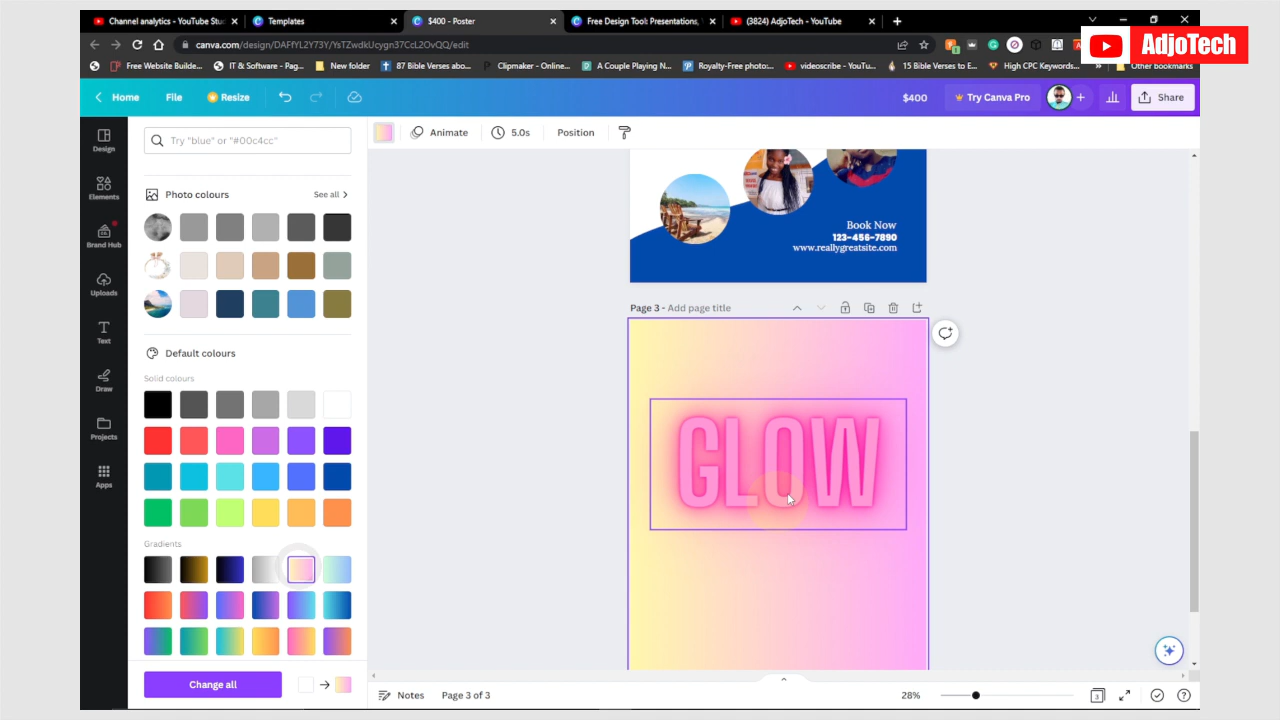 Channel analytics - YouTube Stu
Templates
$400 - Poster
Free Design Tool: Presentations,
(3824) AdjoTech - YouTube
AdjoTech
canva.com/design/DAFfYL2Y73Y/YsTZwdkUcygn37CcL2OvQQ/edit
Free Website Builde...
IT & Software - Pag...
New folder
87 Bible Verses abo...
Clipmaker - Online...
A Couple Playing N...
Royalty-Free photo:...
videoscribe - YouTu...
15 Bible Verses to E...
High CPC Keywords...
Other bookmarks
Home
File
Resize
$400
Try Canva Pro
Share
Try "blue" or "#00c4cc"
Animate
5.0s
Position
Design
Elements
Brand Hub
Uploads
Text
Draw
Projects
Apps
Photo colours
See all
Default colours
Solid colours
Gradients
Change all
Book Now
123-456-7890
www.reallygreatsite.com
Page 3 - Add page title
GLOW
Notes
Page 3 of 3
28%
3